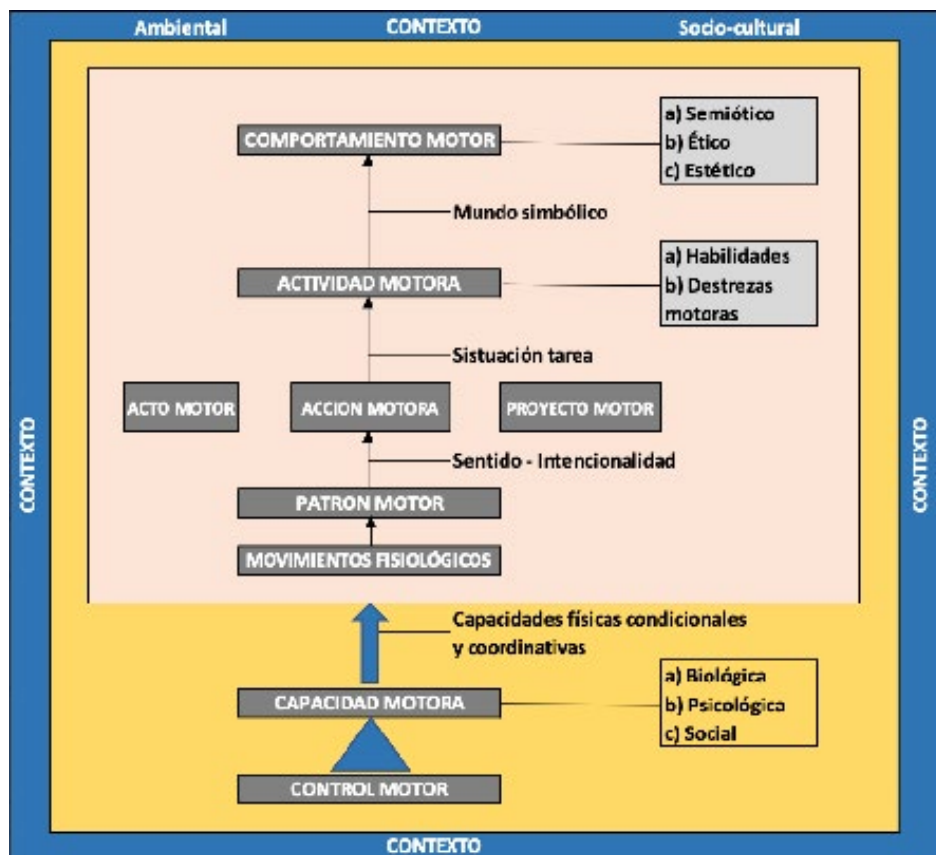 Ambiental CONTEXTO Socio-cultural
COMPORTAMIENTO MOTOR
a) Semiótico
b) Ético
c) Estético
Mundo simbólico
ACTIVIDAD MOTORA
a) Habilidades
b) Destrezas
motoras
Sistuación tarea
ACTO MOTOR
ACCION MOTORA
PROYECTO MOTOR
Sentido - Intencionalidad
PATRON MOTOR
MOVIMIENTOS FISIOLÓGICOS
Capacidades físicas condicionales
y coordinativas
CAPACIDAD MOTORA
a) Biológica
b) Psicológica
c) Social
CONTROL MOTOR
CONTEXTO
CONTEXTO
CONTEXTO